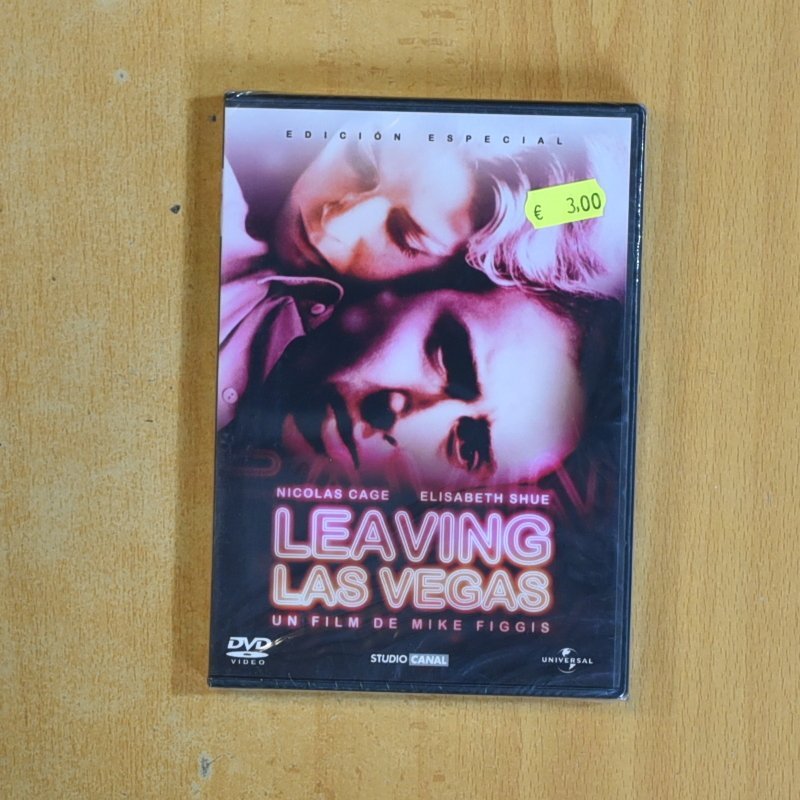 EDICIÓN ESPECIAL
€ 3,00
NICOLAS CAGE ELISABETH SHUE
LEAVING
LAS VEGAS
UN FILM DE MIKE FIGGIS
DVD
VIDEO
STUDIO CANAL
UNIVERSAL